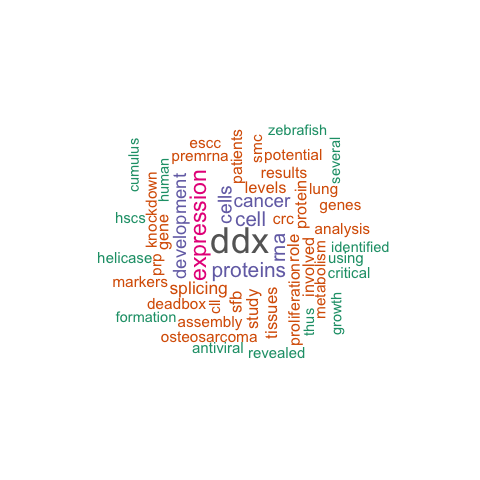 zebrafish
escc
patients
smc
several
cumulus
premrna
potential
human
results
knockdown
development
expression
cells
levels
lung
cancer
protein
genes
hscs
gene
cell
crc
analysis
ddx
rna
role
identified
helicase
prp
proteins
involved
using
metabolism
critical
markers
splicing
proliferation
deadbox
cll
sfb
study
tissues
thus
growth
formation
assembly
osteosarcoma
antiviral
revealed